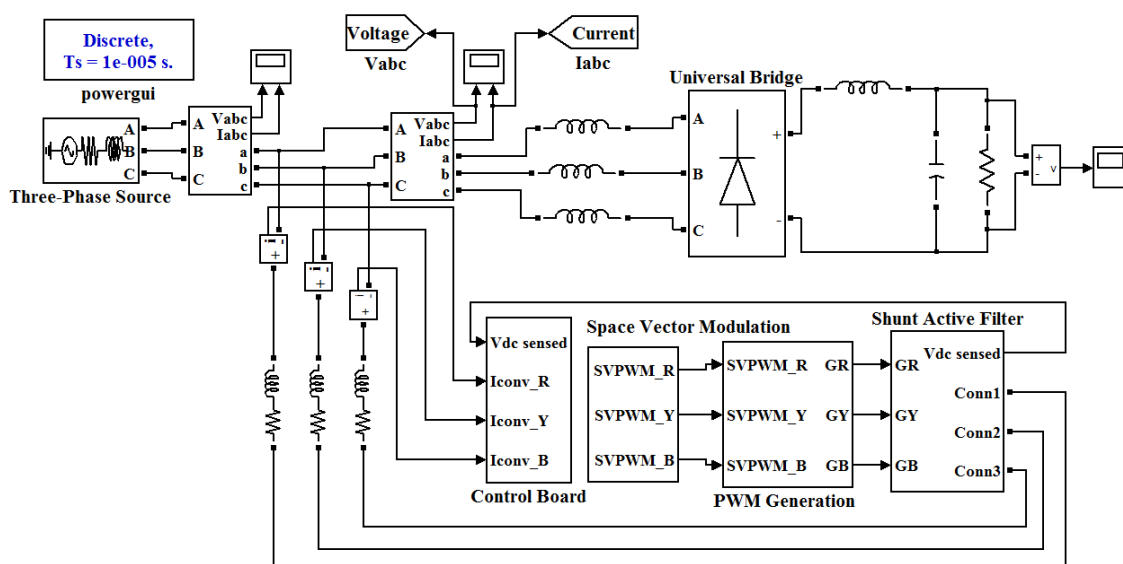 Discrete,
Ts = 1e-005 s.
powergui
Voltage
Vabc
Current
Iabc
Universal Bridge
Three-Phase Source
A
B
C
A
B
C
Vabc
Iabc
a
b
c
A
B
C
Vabc
Iabc
a
b
c
A
B
C
+
-
+
-
v
i
+
-
i
+
-
i
+
-
Vdc sensed
Iconv_R
Iconv_Y
Iconv_B
Control Board
Space Vector Modulation
SVPWM_R
SVPWM_Y
SVPWM_B
SVPWM_R
SVPWM_Y
SVPWM_B
GR
GY
GB
PWM Generation
Shunt Active Filter
GR
GY
GB
Vdc sensed
Conn1
Conn2
Conn3